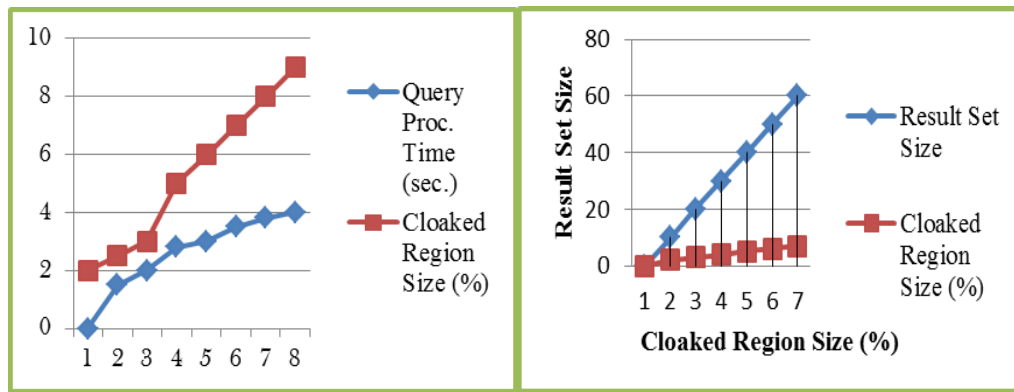 10
8
6
4
2
0
1 2 3 4 5 6 7 8
Query
Proc.
Time
(sec.)
Cloaked
Region
Size (%)
Result Set Size
80
60
40
20
0
1 2 3 4 5 6 7
Cloaked Region Size (%)
Result Set
Size
Cloaked
Region
Size (%)